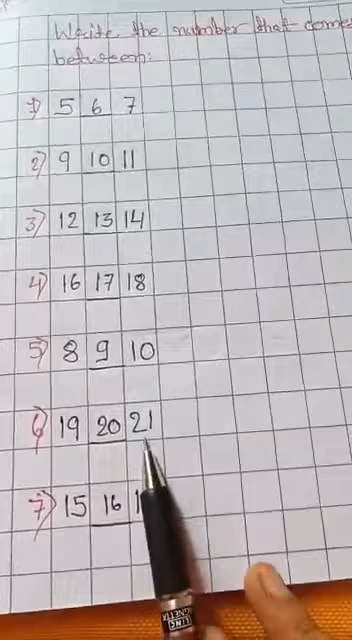 Write the number that comes
between:
1) 5 6 7
2) 9 10 11
3) 12 13 14
4) 16 17 18
5) 8 9 10
6) 19 20 21
7) 15 16
LINC